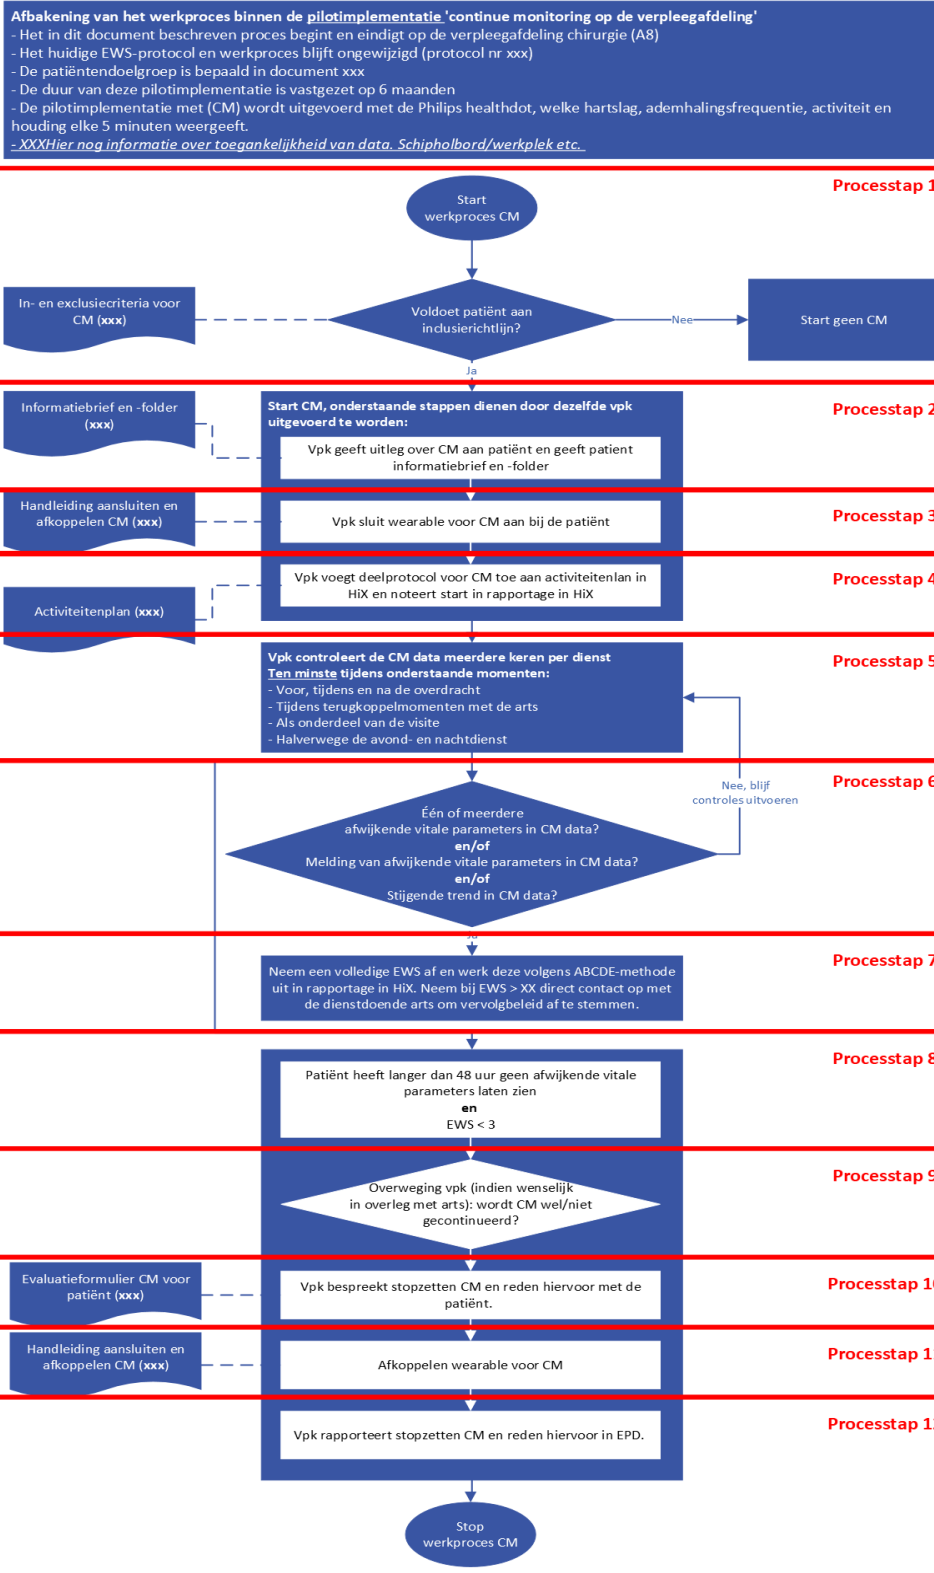 Afbakening van het werkproces binnen de pilotimplementatie 'continue monitoring op de verpleegafdeling'
- Het in dit document beschreven proces begint en eindigt op de verpleegafdeling chirurgie (A8)
- Het huidige EWS-protocol en werkproces blijft ongewijzigd (protocol nr xxx)
- De patiëntendoelgroep is bepaald in document xxx
- De duur van deze pilotimplementatie is vastgezet op 6 maanden
- De pilotimplementatie met (CM) wordt uitgevoerd met de Philips healthdot, welke hartslag, ademhalingsfrequentie, activiteit en
houding elke 5 minuten weergeeft.
- XXXHier nog informatie over toegankelijkheid van data. Schipholbord/werkplek etc.
Processtap 1
Start
werkproces CM
In- en exclusiecriteria voor
CM (xxx)
Voldoet patiënt aan
inclusierichtlijn?
Nee
Start geen CM
Ja
Processtap 2
Informatiebrief en -folder
(xxx)
Start CM, onderstaande stappen dienen door dezelfde vpk
uitgevoerd te worden:
Vpk geeft uitleg over CM aan patiënt en geeft patient
informatiebrief en -folder
Processtap 3
Handleiding aansluiten en
afkoppelen CM (xxx)
Vpk sluit wearable voor CM aan bij de patiënt
Processtap 4
Vpk voegt deelprotocol voor CM toe aan activiteitenlan in
HiX en noteert start in rapportage in HiX
Activiteitenplan (xxx)
Processtap 5
Vpk controleert de CM data meerdere keren per dienst
Ten minste tijdens onderstaande momenten:
- Voor, tijdens en na de overdracht
- Tijdens terugkoppelmomenten met de arts
- Als onderdeel van de visite
- Halverwege de avond- en nachtdienst
Processtap 6
Nee, blijf
controles uitvoeren
Één of meerdere
afwijkende vitale parameters in CM data?
en/of
Melding van afwijkende vitale parameters in CM data?
en/of
Stijgende trend in CM data?
Ja
Processtap 7
Neem een volledige EWS af en werk deze volgens ABCDE-methode
uit in rapportage in HiX. Neem bij EWS > XX direct contact op met
de dienstdoende arts om vervolgbeleid af te stemmen.
Processtap 8
Patiënt heeft langer dan 48 uur geen afwijkende vitale
parameters laten zien
en
EWS < 3
Processtap 9
Overweging vpk (indien wenselijk
in overleg met arts): wordt CM wel/niet
gecontinueerd?
Processtap 10
Evaluatieformulier CM voor
patiënt (xxx)
Vpk bespreekt stopzetten CM en reden hiervoor met de
patiënt.
Processtap 1
Handleiding aansluiten en
afkoppelen CM (xxx)
Afkoppelen wearable voor CM
Processtap 1
Vpk rapporteert stopzetten CM en reden hiervoor in EPD.
Stop
werkproces CM